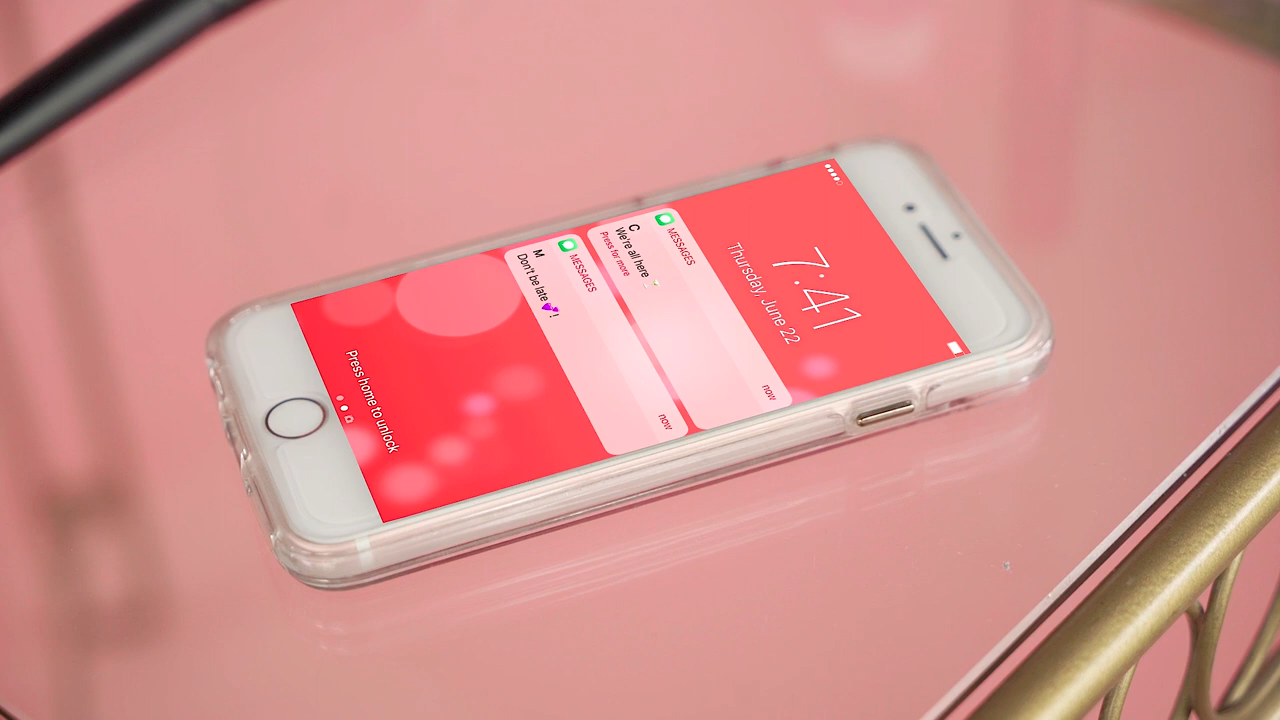 7:41
Thursday, June 22
MESSAGES
now
C
We're all here 🍸
Press for more
MESSAGES
now
M
Don't be late 💞!
Press home to unlock